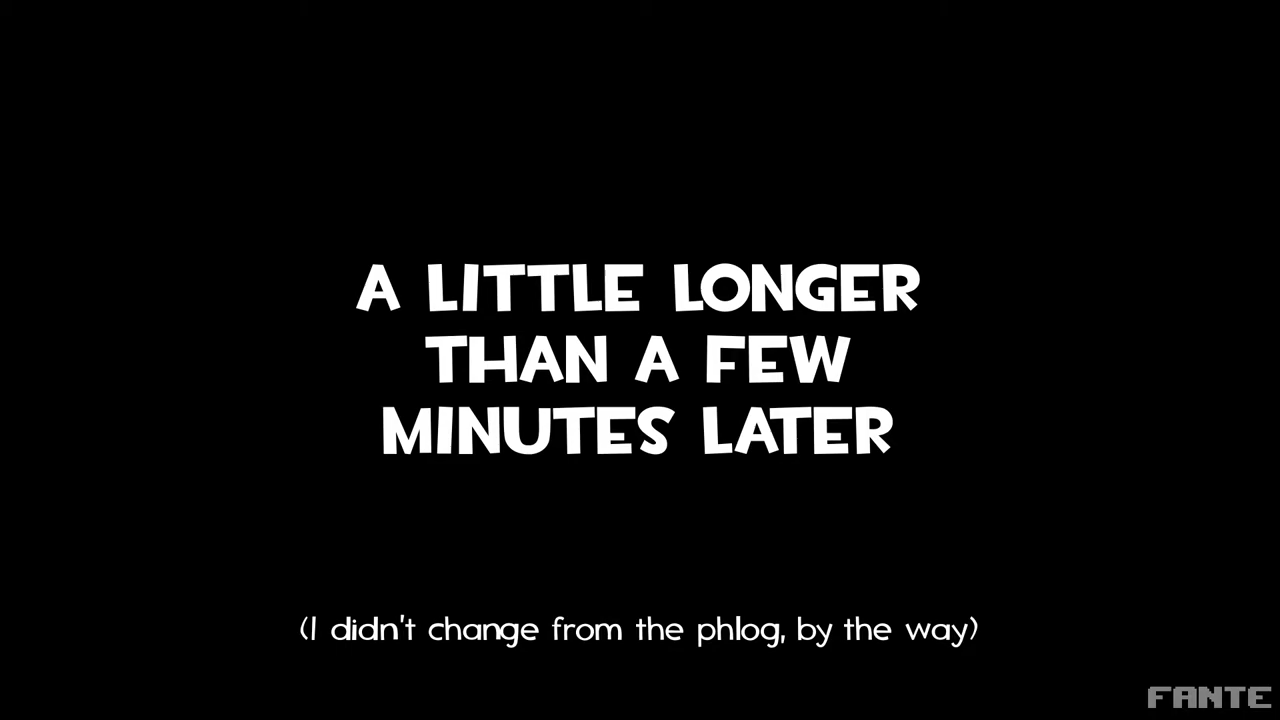 A LITTLE LONGER
THAN A FEW
MINUTES LATER
(I didn't change from the phlog, by the way)
FANTE